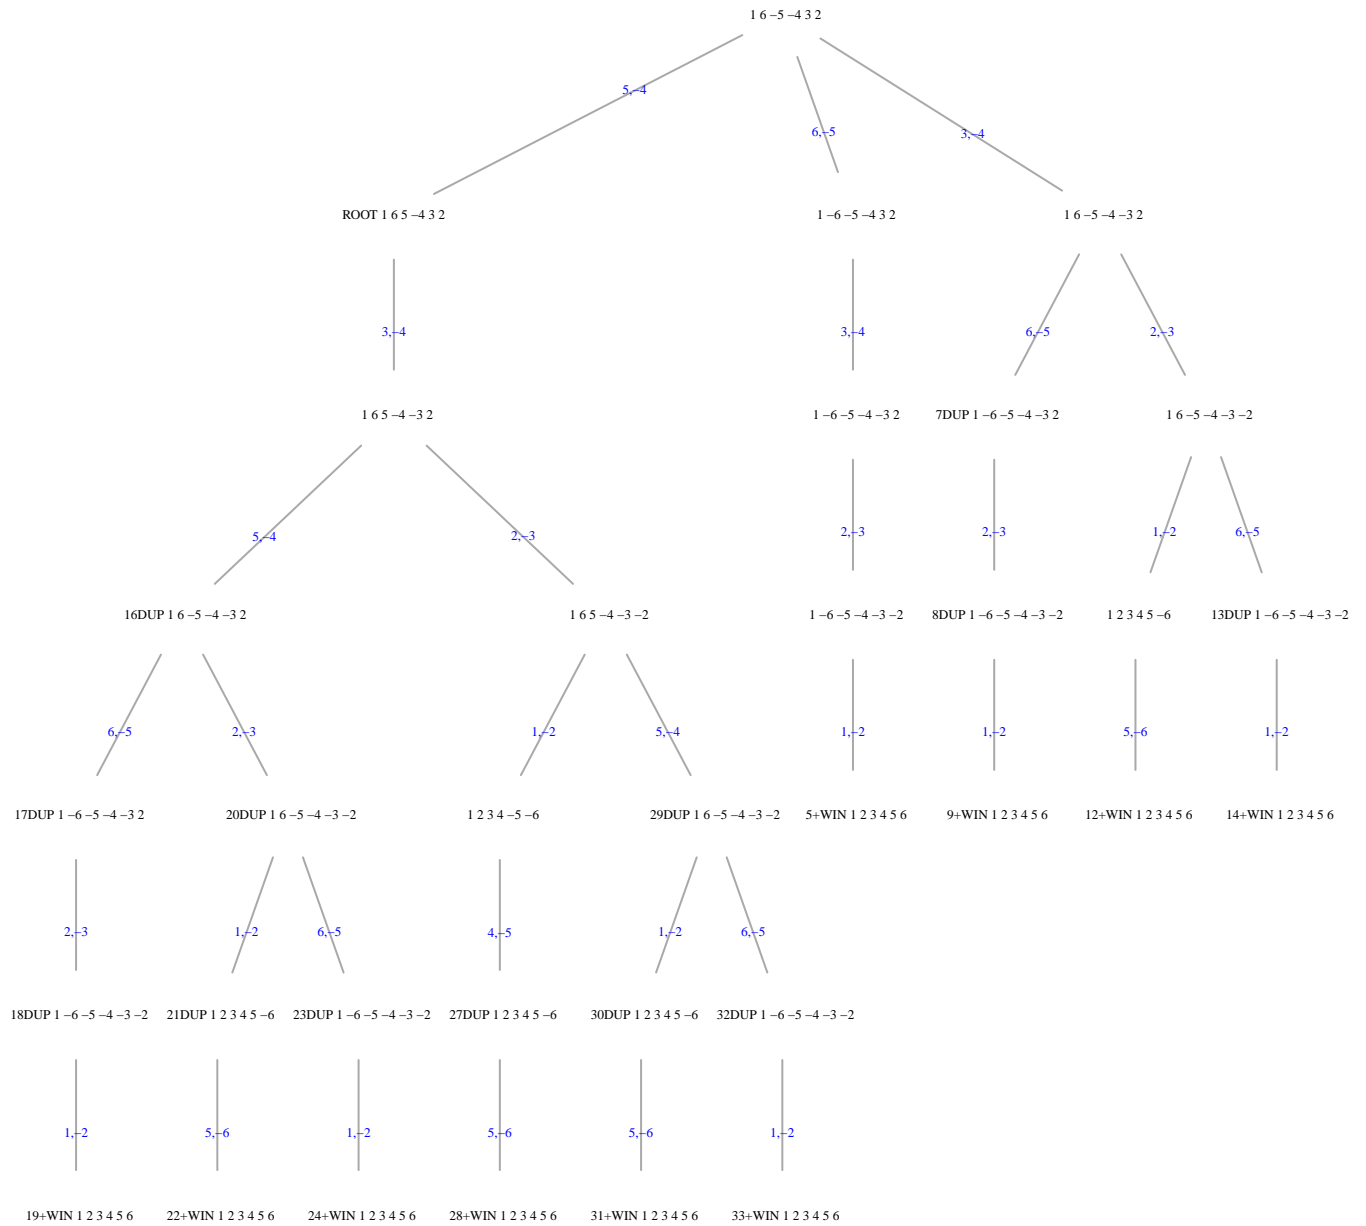 1 6 –5 –4 3 2
5,–4
6,–5
3,–4
ROOT 1 6 5 –4 3 2
1 –6 –5 –4 3 2
1 6 –5 –4 –3 2
3,–4
3,–4
6,–5
2,–3
1 6 5 –4 –3 2
1 –6 –5 –4 –3 2
7DUP 1 –6 –5 –4 –3 2
1 6 –5 –4 –3 –2
5,–4
2,–3
2,–3
2,–3
1,–2
6,–5
16DUP 1 6 –5 –4 –3 2
1 6 5 –4 –3 –2
1 –6 –5 –4 –3 –2
8DUP 1 –6 –5 –4 –3 –2
1 2 3 4 5 –6
13DUP 1 –6 –5 –4 –3 –2
6,–5
2,–3
1,–2
5,–4
1,–2
1,–2
5,–6
1,–2
17DUP 1 –6 –5 –4 –3 2
20DUP 1 6 –5 –4 –3 –2
1 2 3 4 –5 –6
29DUP 1 6 –5 –4 –3 –2
5+WIN 1 2 3 4 5 6
9+WIN 1 2 3 4 5 6
12+WIN 1 2 3 4 5 6
14+WIN 1 2 3 4 5 6
2,–3
1,–2
6,–5
4,–5
1,–2
6,–5
18DUP 1 –6 –5 –4 –3 –2
21DUP 1 2 3 4 5 –6
23DUP 1 –6 –5 –4 –3 –2
27DUP 1 2 3 4 5 –6
30DUP 1 2 3 4 5 –6
32DUP 1 –6 –5 –4 –3 –2
1,–2
5,–6
1,–2
5,–6
5,–6
1,–2
19+WIN 1 2 3 4 5 6
22+WIN 1 2 3 4 5 6
24+WIN 1 2 3 4 5 6
28+WIN 1 2 3 4 5 6
31+WIN 1 2 3 4 5 6
33+WIN 1 2 3 4 5 6